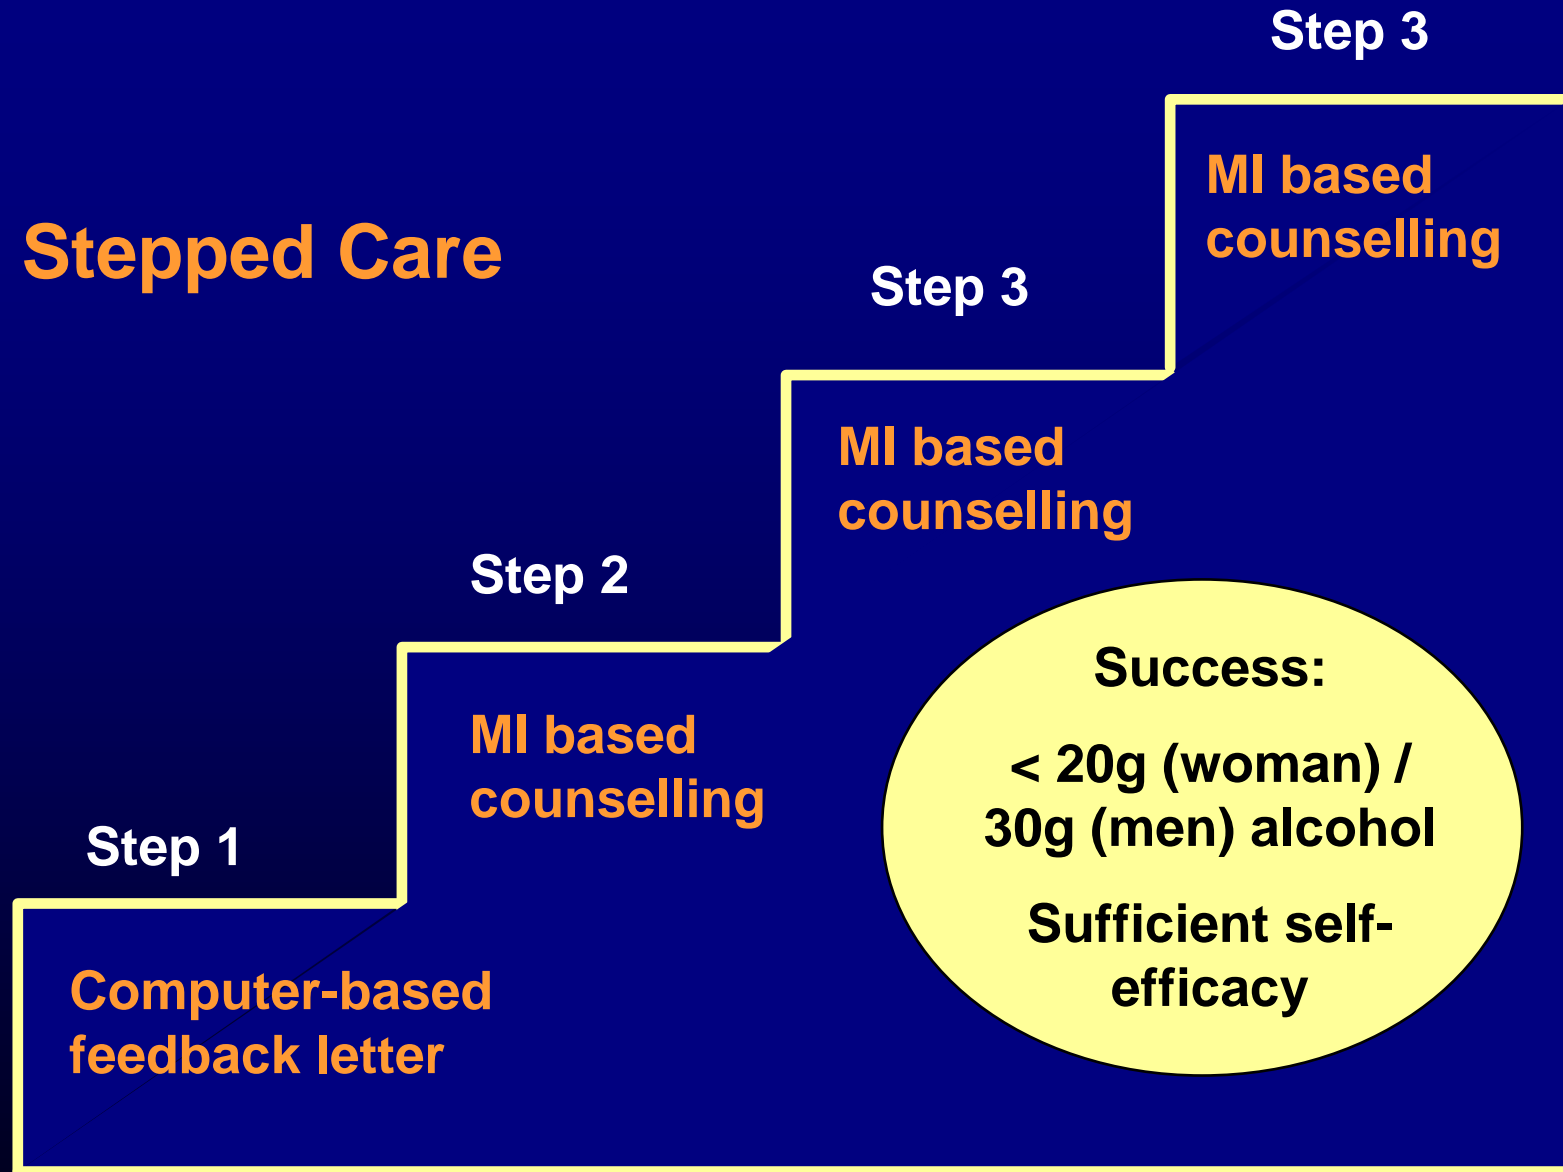 Stepped Care
Step 1
Computer-based
feedback letter
Step 2
MI based
counselling
Step 3
MI based
counselling
Step 3
MI based
counselling
Success:
< 20g (woman) /
30g (men) alcohol
Sufficient self-
efficacy